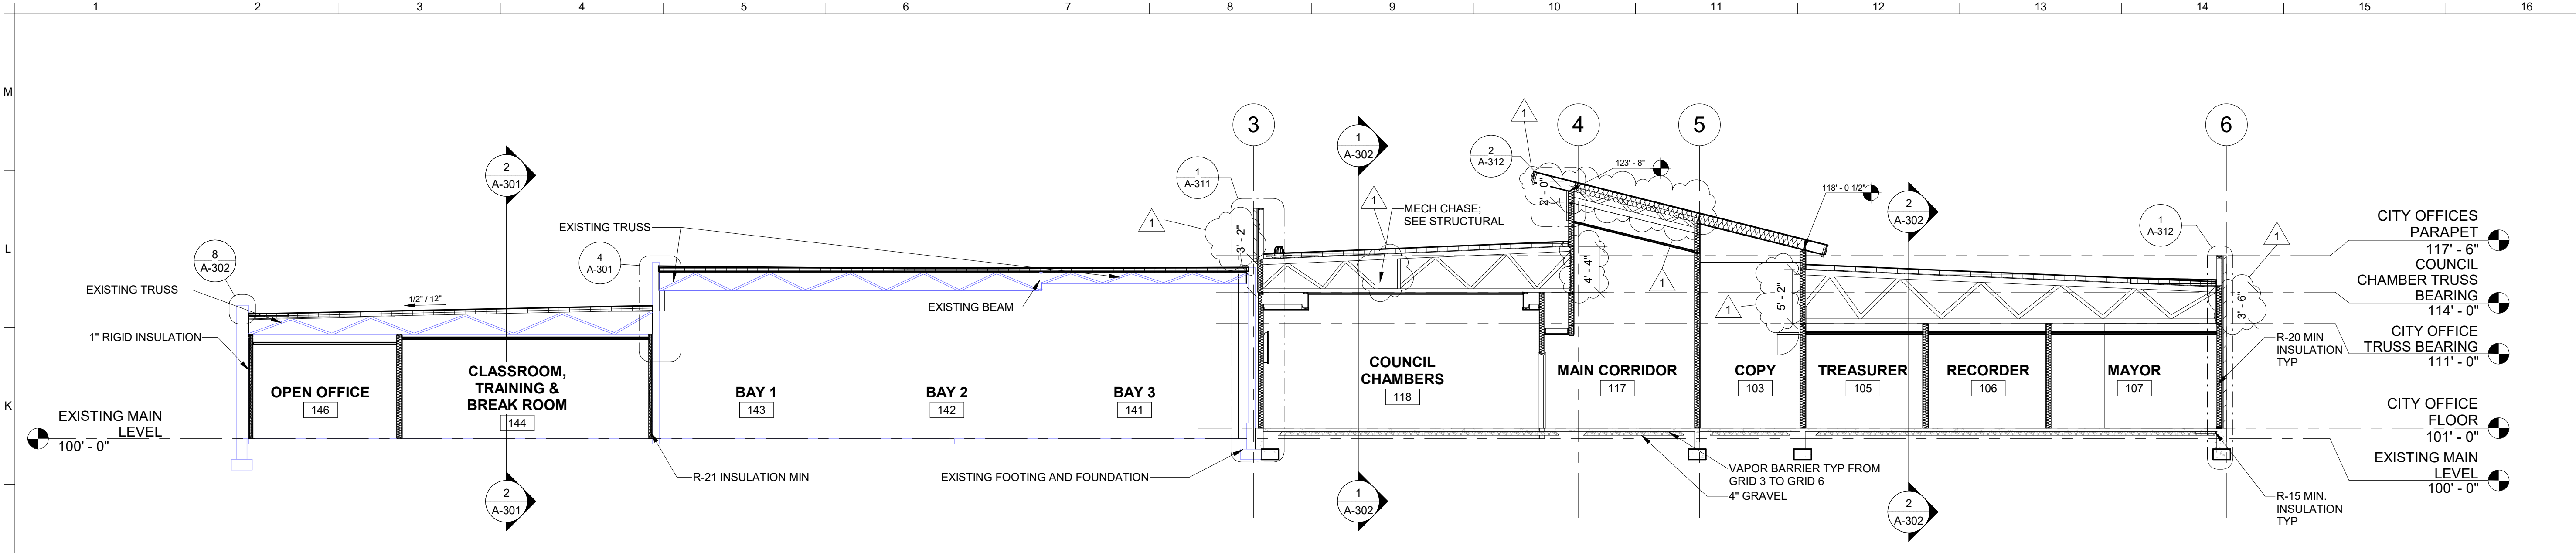 1 2 3 4 5 6 7 8 9 10 11 12 13 14 15 16
M
L
K
3
4
5
6
1
A-302
2
A-301
1
A-311
2
A-312
1
123' - 8"
118' - 0 1/2"
2
A-302
1
A-312
1
1
1
1
1
8
A-302
4
A-301
EXISTING TRUSS
EXISTING TRUSS
MECH CHASE;
SEE STRUCTURAL
EXISTING BEAM
1/2" / 12"
1" RIGID INSULATION
3' - 2"
2' - 0"
4' - 4"
5' - 2"
3' - 6"
CITY OFFICES
PARAPET
117' - 6"
COUNCIL
CHAMBER TRUSS
BEARING
114' - 0"
CITY OFFICE
TRUSS BEARING
111' - 0"
R-20 MIN
INSULATION
TYP
OPEN OFFICE
146
CLASSROOM,
TRAINING &
BREAK ROOM
144
BAY 1
143
BAY 2
142
BAY 3
141
COUNCIL
CHAMBERS
118
MAIN CORRIDOR
117
COPY
103
TREASURER
105
RECORDER
106
MAYOR
107
EXISTING MAIN
LEVEL
100' - 0"
CITY OFFICE
FLOOR
101' - 0"
EXISTING MAIN
LEVEL
100' - 0"
R-21 INSULATION MIN
EXISTING FOOTING AND FOUNDATION
VAPOR BARRIER TYP FROM
GRID 3 TO GRID 6
4" GRAVEL
R-15 MIN.
INSULATION
TYP
2
A-301
1
A-302
2
A-302